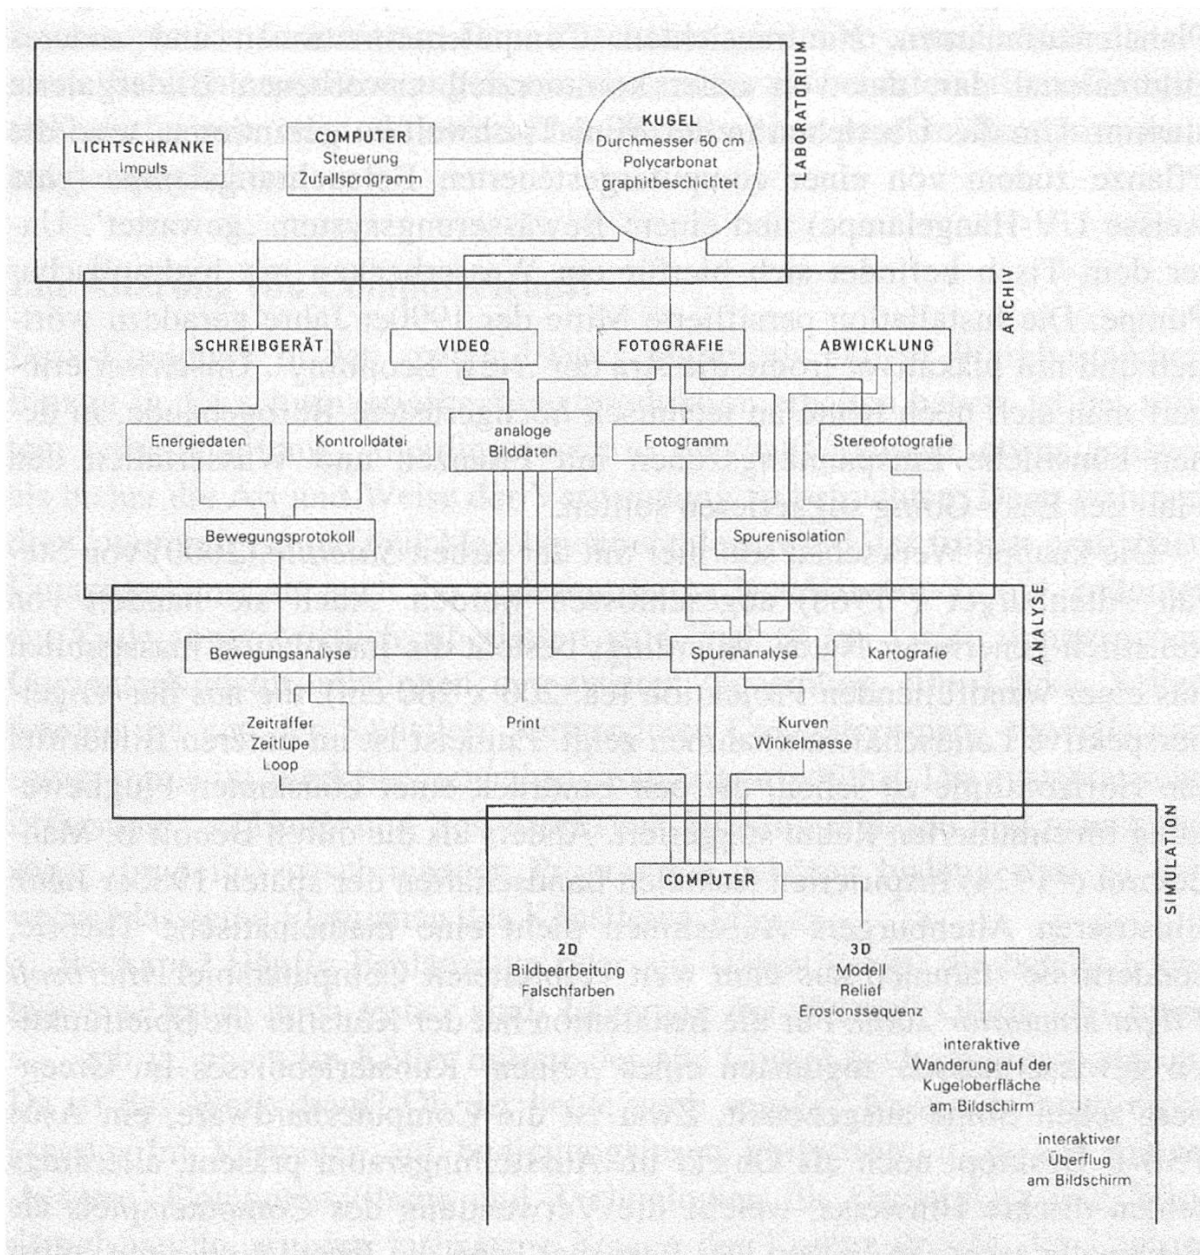 LABORATORIUM
LICHTSCHRANKE
Impuls
COMPUTER
Steuerung
Zufallsprogramm
KUGEL
Durchmesser 50 cm
Polycarbonat
graphitbeschichtet
ARCHIV
SCHREIBGERÄT
VIDEO
FOTOGRAFIE
ABWICKLUNG
Energiedaten
Kontrolldatei
analoge
Bilddaten
Fotogramm
Stereofotografie
Bewegungsprotokoll
Spurenisolation
ANALYSE
Bewegungsanalyse
Spurenanalyse
Kartografie
Zeitraffer
Zeitlupe
Loop
Print
Kurven
Winkelmasse
SIMULATION
COMPUTER
2D
Bildbearbeitung
Falschfarben
3D
Modell
Relief
Erosionssequenz
interaktive
Wanderung auf der
Kugeloberfläche
am Bildschirm
interaktiver
Überflug
am Bildschirm